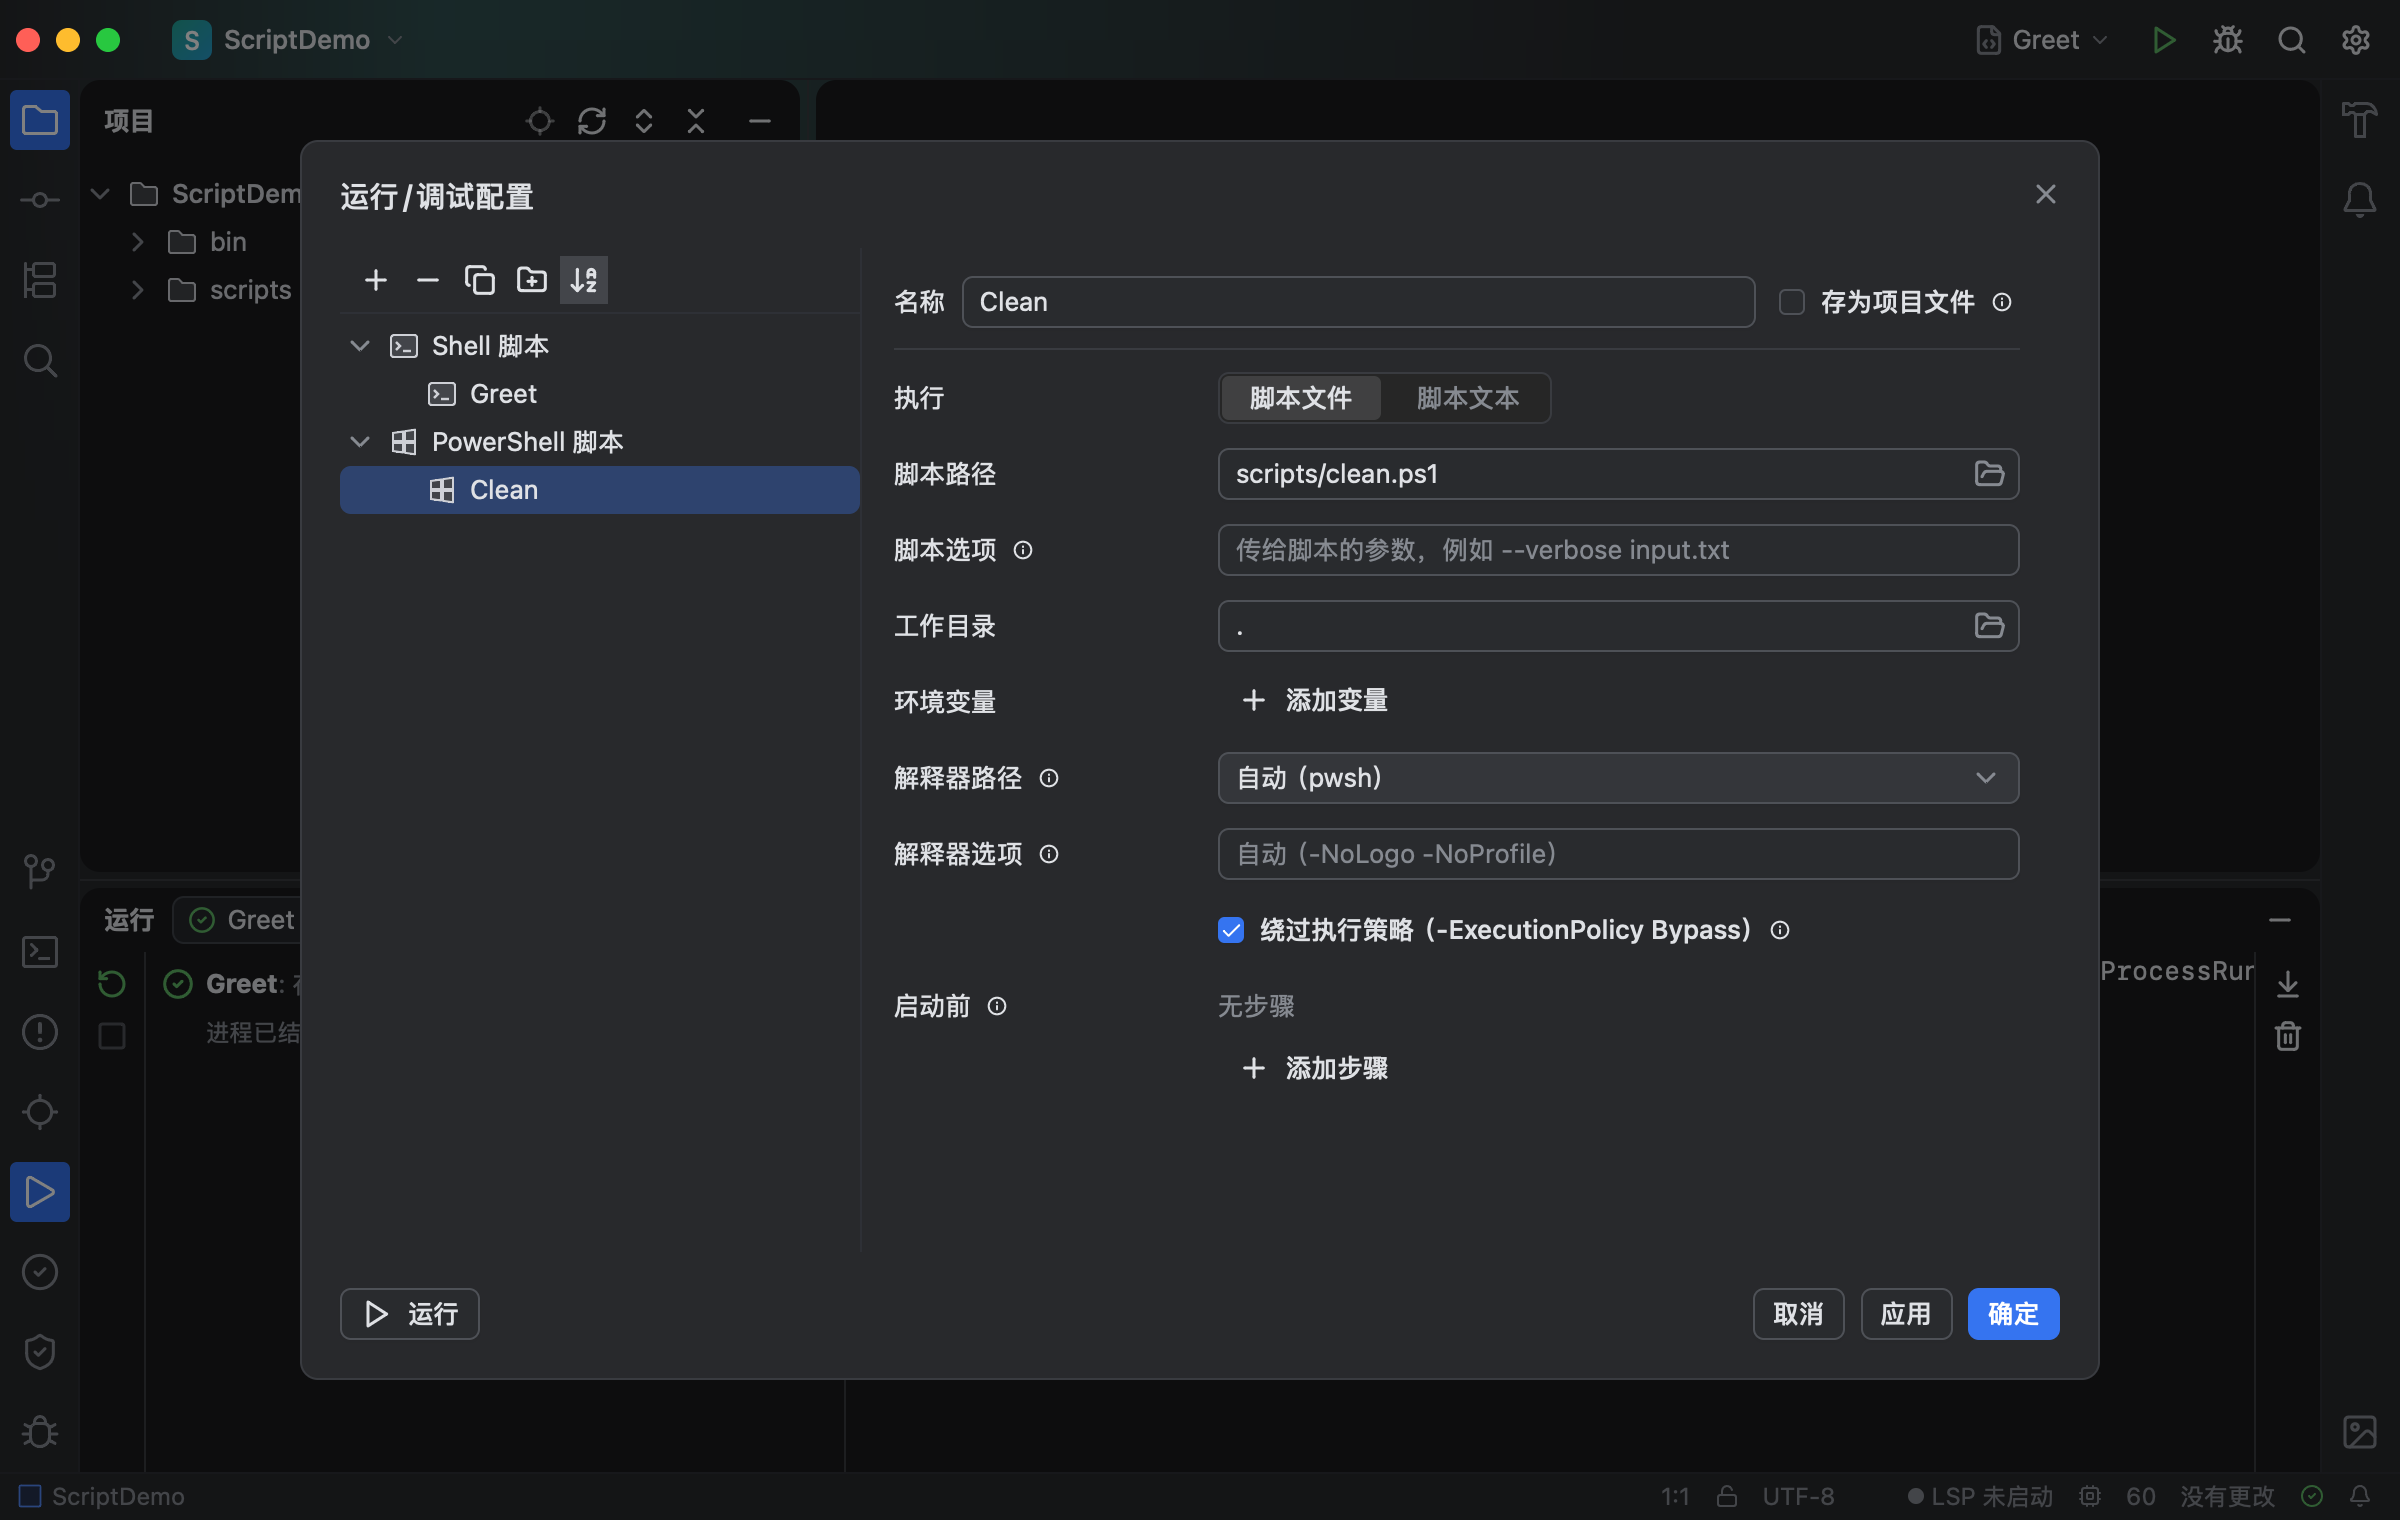 S ScriptDemo
Greet
项目
ScriptDem
bin
scripts
运行/调试配置
Shell 脚本
Greet
PowerShell 脚本
Clean
名称 Clean 存为项目文件
执行 脚本文件 脚本文本
脚本路径 scripts/clean.ps1
脚本选项 传给脚本的参数，例如 --verbose input.txt
工作目录 .
环境变量 添加变量
解释器路径 自动（pwsh）
解释器选项 自动（-NoLogo -NoProfile）
绕过执行策略（-ExecutionPolicy Bypass）
启动前 无步骤
添加步骤
运行 取消 应用 确定
运行 Greet
Greet:
进程已结
ProcessRur
ScriptDemo 1:1 UTF-8 LSP 未启动 60 没有更改